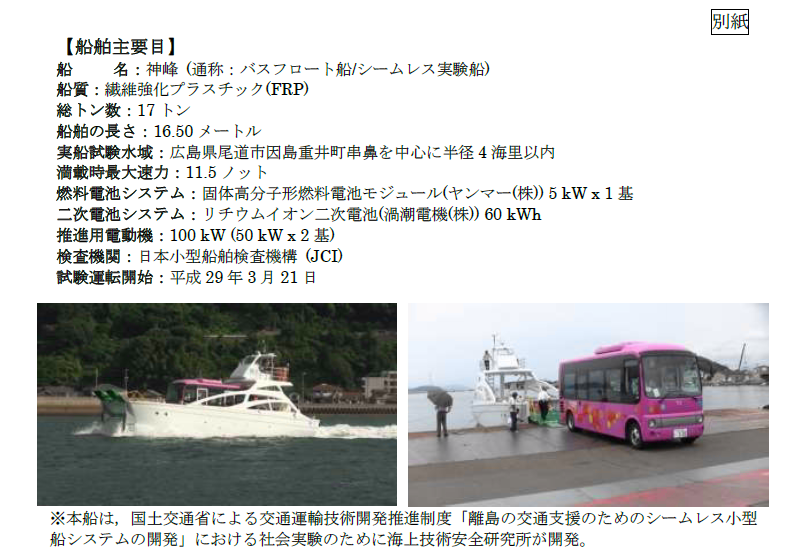 別紙
【船舶主要目】
船　　名：神峰 (通称：バスフロート船/シームレス実験船)
船質：繊維強化プラスチック(FRP)
総トン数：17 トン
船舶の長さ：16.50 メートル
実船試験水域：広島県尾道市因島重井町串鼻を中心に半径 4 海里以内
満載時最大速力：11.5 ノット
燃料電池システム：固体高分子形燃料電池モジュール(ヤンマー(株)) 5 kW x 1 基
二次電池システム：リチウムイオン二次電池(渦潮電機(株)) 60 kWh
推進用電動機：100 kW (50 kW x 2 基)
検査機関：日本小型船舶検査機構 (JCI)
試験運転開始：平成 29 年 3 月 21 日
※本船は，国土交通省による交通運輸技術開発推進制度「離島の交通支援のためのシームレス小型
船システムの開発」における社会実験のために海上技術安全研究所が開発。